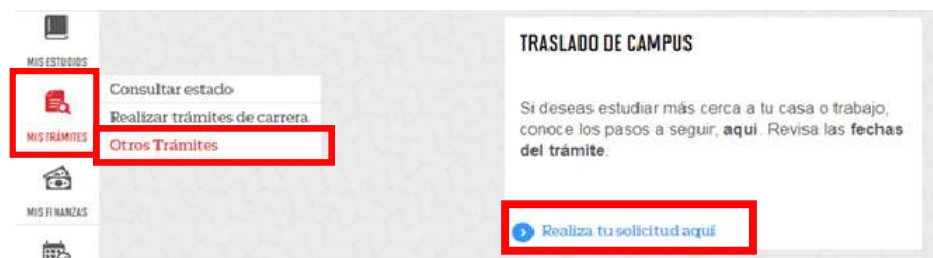 MIS ESTUDIOS
MIS TRÁMITES
MIS FINANZAS
Consultar estado
Realizar trámites de carrera
Otros Trámites
TRASLADO DE CAMPUS
Si deseas estudiar más cerca a tu casa o trabajo,
conoce los pasos a seguir, aquí. Revisa las fechas
del trámite.
Realiza tu solicitud aquí